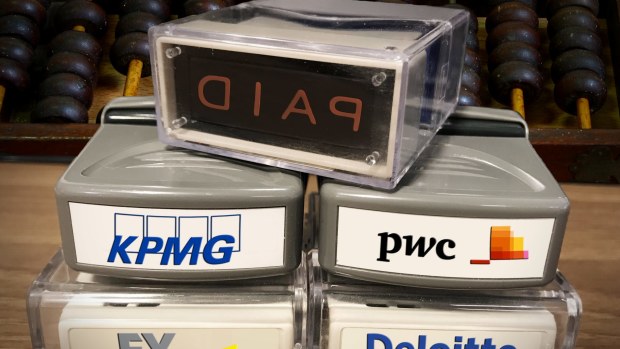 PAID
KPMG
pwc
EY
Deloitte